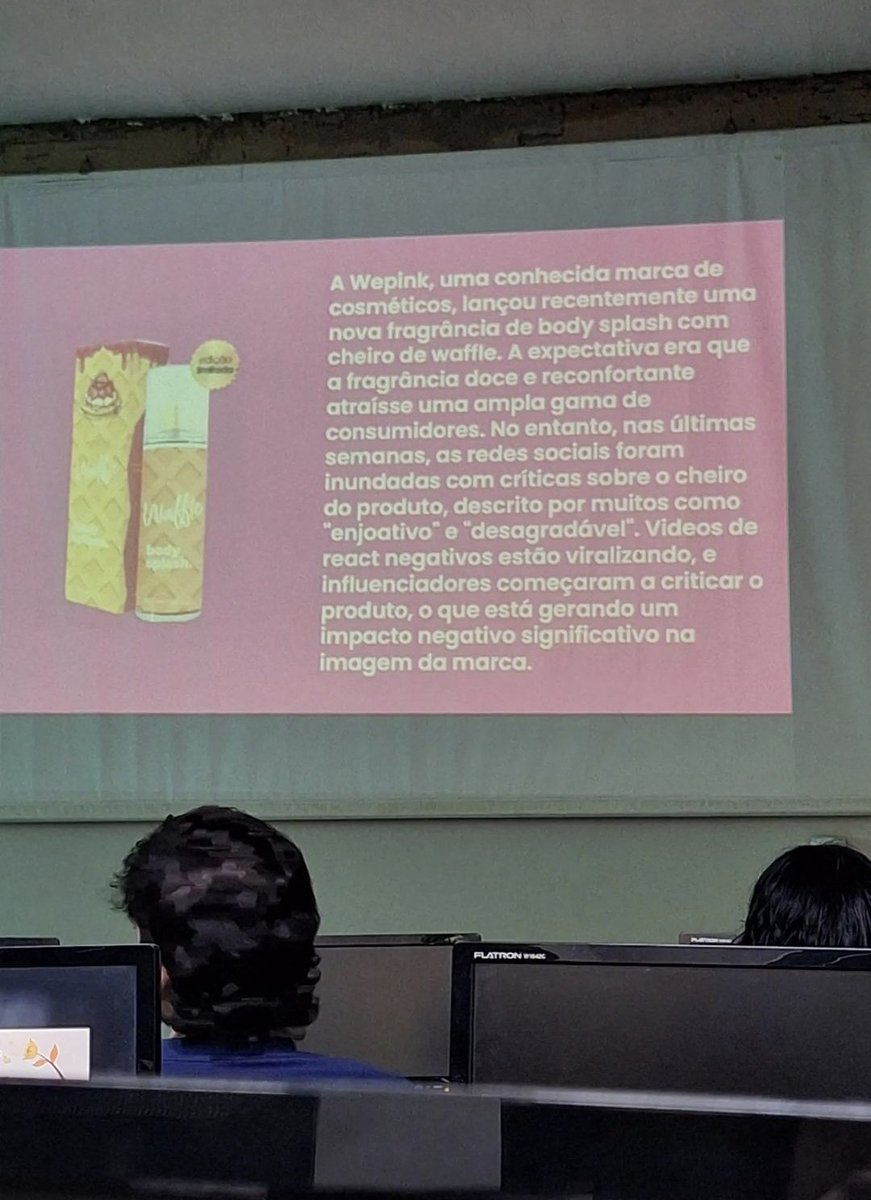 A Wepink, uma conhecida marca de
cosméticos, lançou recentemente uma
nova fragrância de body splash com
cheiro de waffle. A expectativa era que
a fragrância doce e reconfortante
atraísse uma ampla gama de
consumidores. No entanto, nas últimas
semanas, as redes sociais foram
inundadas com críticas sobre o cheiro
do produto, descrito por muitos como
"enjoativo" e "desagradável". Videos de
react negativos estão viralizando, e
influenciadores começaram a criticar o
produto, o que está gerando um
impacto negativo significativo na
imagem da marca.
edição
limitada
Waffle
body
splash.
FLATRON W1642C
FLATRON